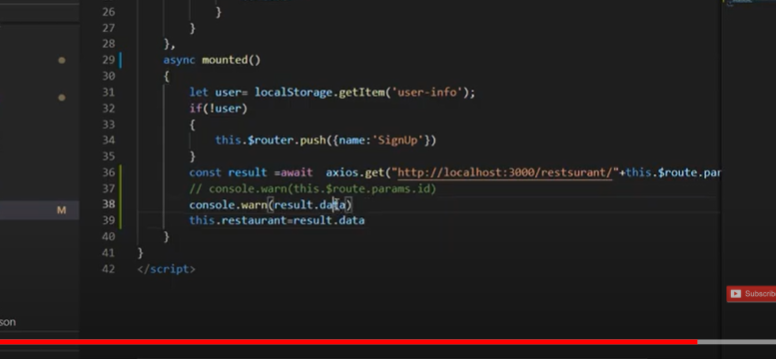 26 }
27 }
28 },
29 async mounted()
30 {
31 let user= localStorage.getItem('user-info');
32 if(!user)
33 {
34 this.$router.push({name:'SignUp'})
35 }
36 const result =await axios.get("http://localhost:3000/restsurant/"+this.$route.par
37 // console.warn(this.$route.params.id)
38 console.warn(result.data)
39 this.restaurant=result.data
40 }
41 }
42 </script>
M
son
Subscrib